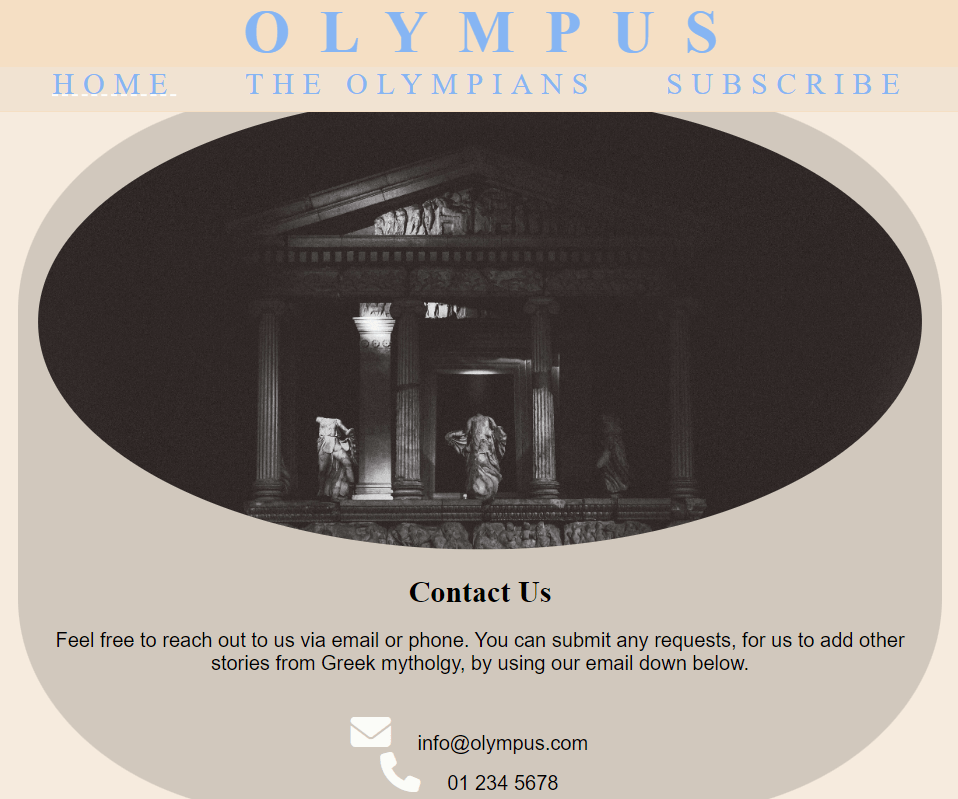 OLYMPUS
HOME THE OLYMPIANS SUBSCRIBE
Contact Us
Feel free to reach out to us via email or phone. You can submit any requests, for us to add other
stories from Greek mytholgy, by using our email down below.
info@olympus.com
01 234 5678